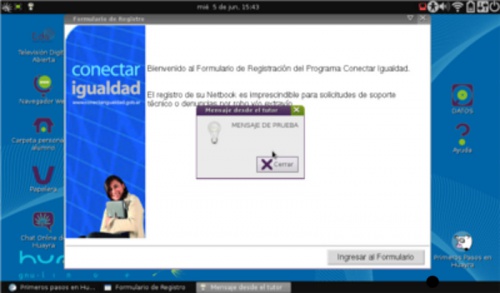 mié 5 de jun, 15:43
Formulario de Registro
Televisión Digital
Abierta
Navegador web
Carpeta personal
alumno
Papelera
Chat Online de
Huayra
conectar
igualdad
www.conectarigualdad.gob.ar
Bienvenido al Formulario de Registración del Programa Conectar Igualdad.
El registro de su Netbook es imprescindible para solicitudes de soporte
técnico o denuncias por robo y/o extravío.
Mensaje desde el tutor
MENSAJE DE PRUEBA
Cerrar
Ingresar al Formulario
DATOS
Ayuda
Primeros Pasos en
Huayra
Primeros pasos en Hu...
Formulario de Registro
Mensaje desde el tutor